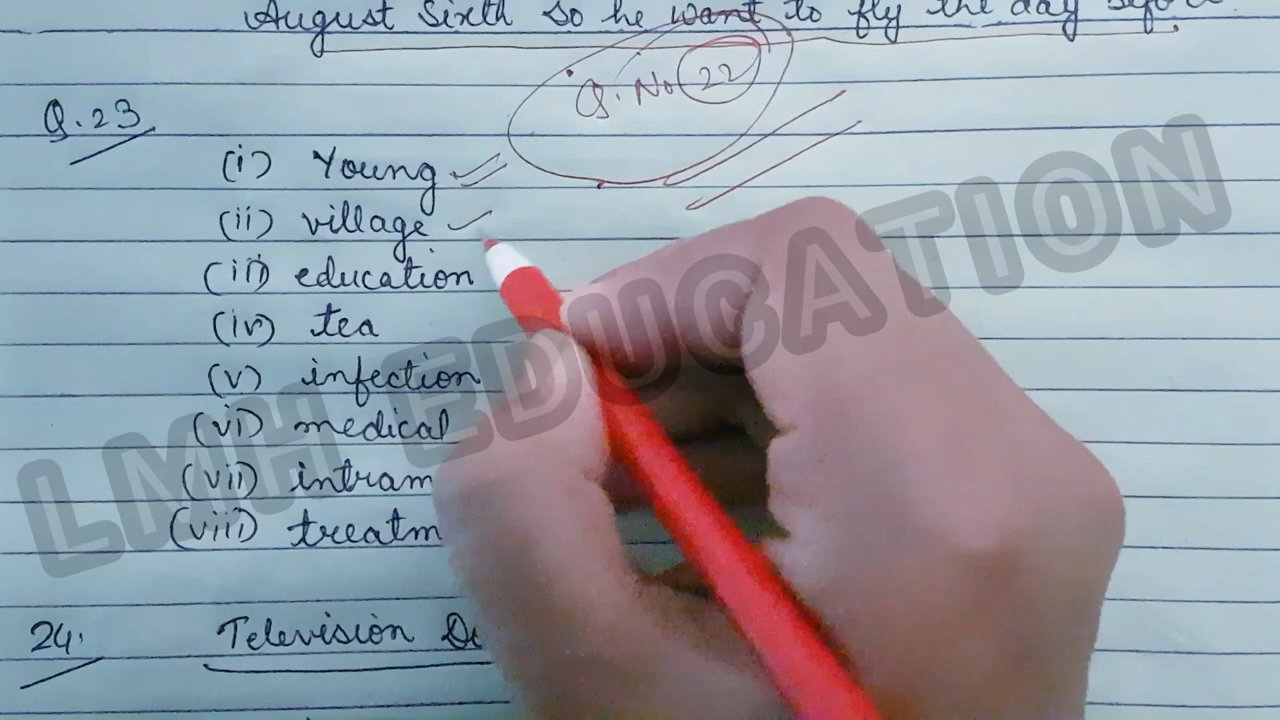 August Sixth so he want to fly the day before.
Q. No 22
Q.23
(i) Young
(ii) village
(iii) education
(iv) tea
(v) infection
(vi) medical
(vii) intram
(viii) treatm
24. Television
LMH EDUCATION